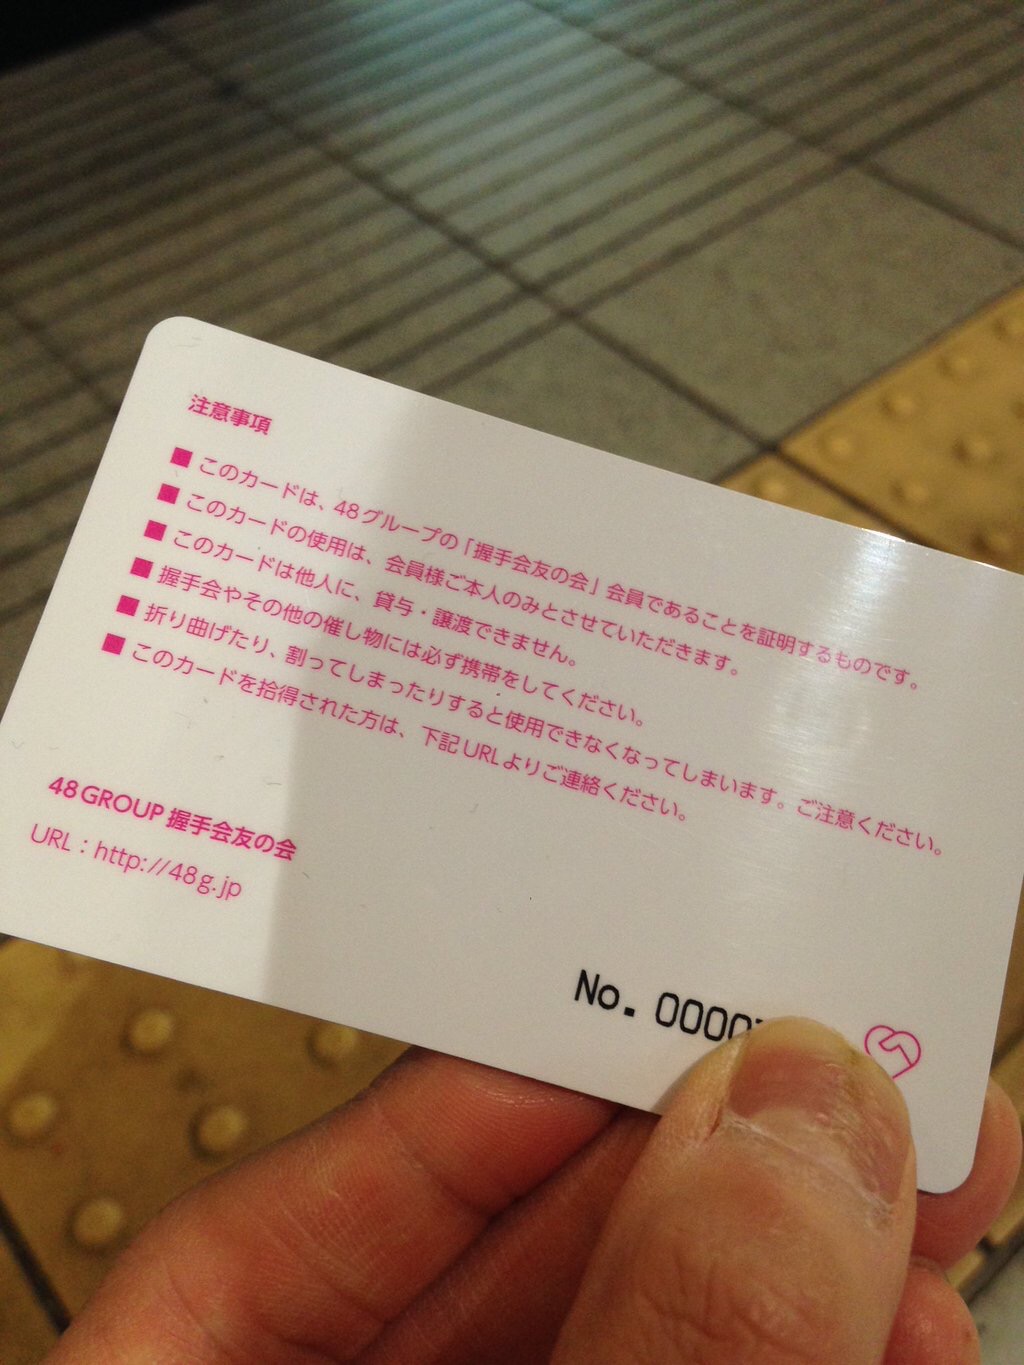 注意事項
■ このカードは、48グループの「握手会友の会」会員であることを証明するものです。
■ このカードの使用は、会員様ご本人のみとさせていただきます。
■ このカードは他人に、貸与・譲渡できません。
■ 握手会やその他の催し物には必ず携帯をしてください。
■ 折り曲げたり、割ってしまったりすると使用できなくなってしまいます。ご注意ください。
■ このカードを拾得された方は、下記URLよりご連絡ください。
48 GROUP 握手会友の会
URL：http://48g.jp
No. 0000